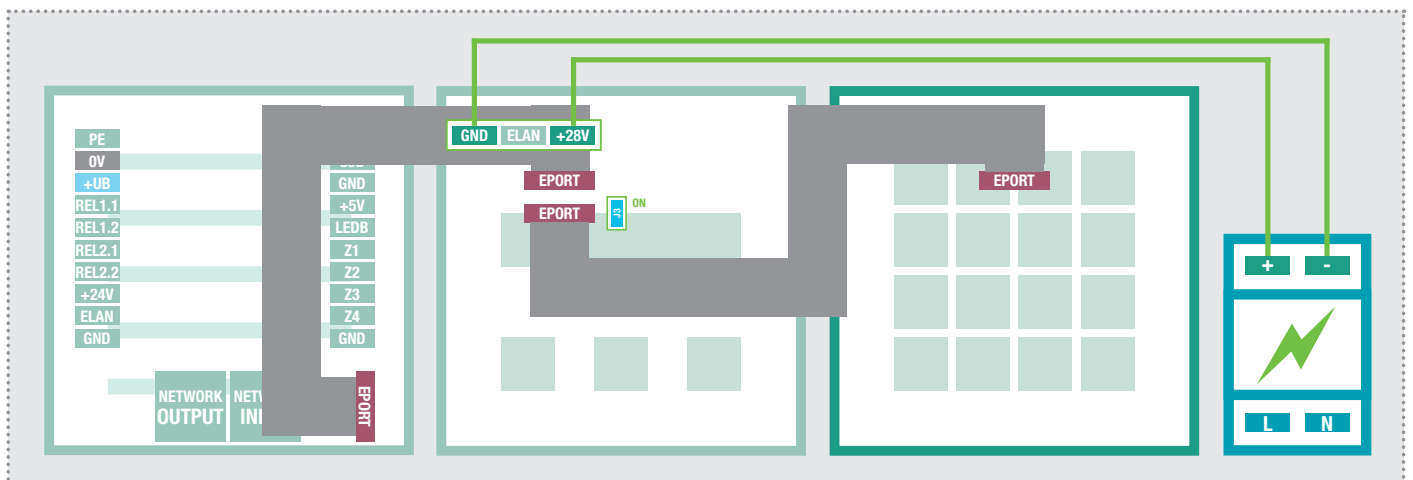 PE
0V
+UB
REL1.1
REL1.2
REL2.1
REL2.2
+24V
ELAN
GND
GND
+5V
LEDB
Z1
Z2
Z3
Z4
GND
NETWORK
OUTPUT
EPORT
GND ELAN +28V
EPORT
EPORT
J3
ON
EPORT
+ -
L N